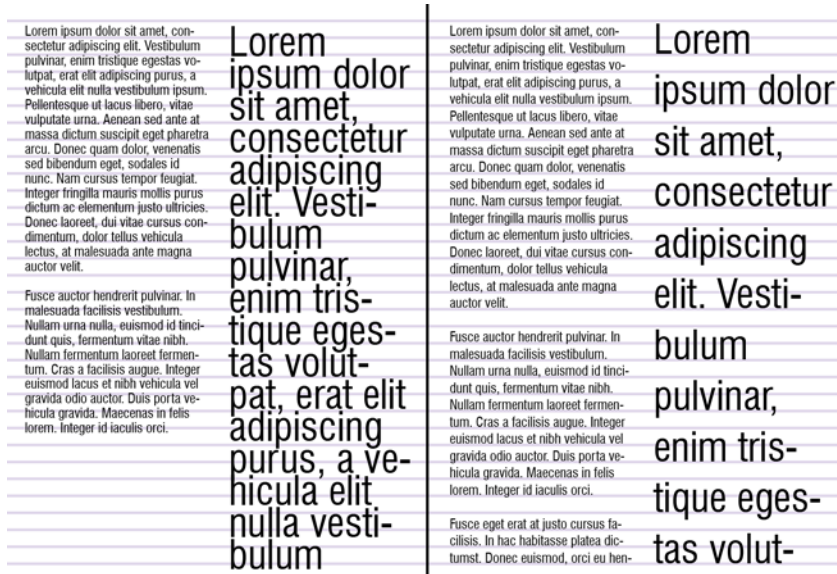 Lorem ipsum dolor sit amet, con-
sectetur adipiscing elit. Vestibulum
pulvinar, enim tristique egestas vo-
lutpat, erat elit adipiscing purus, a
vehicula elit nulla vestibulum ipsum.
Pellentesque ut lacus libero, vitae
vulputate urna. Aenean sed ante at
massa dictum suscipit eget pharetra
arcu. Donec quam dolor, venenatis
sed bibendum eget, sodales id
nunc. Nam cursus tempor feugiat.
Integer fringilla mauris mollis purus
dictum ac elementum justo ultricies.
Donec laoreet, dui vitae cursus con-
dimentum, dolor tellus vehicula
lectus, at malesuada ante magna
auctor velit.
Fusce auctor hendrerit pulvinar. In
malesuada facilisis vestibulum.
Nullam urna nulla, euismod id tinci-
dunt quis, fermentum vitae nibh.
Nullam fermentum laoreet fermen-
tum. Cras a facilisis augue. Integer
euismod lacus et nibh vehicula vel
gravida odio auctor. Duis porta ve-
hicula gravida. Maecenas in felis
lorem. Integer id iaculis orci.
Lorem
ipsum dolor
sit amet,
consectetur
adipiscing
elit. Vesti-
bulum
pulvinar,
enim tris-
tique eges-
tas volut-
pat, erat elit
adipiscing
purus, a ve-
hicula elit
nulla vesti-
bulum
Lorem ipsum dolor sit amet, con-
sectetur adipiscing elit. Vestibulum
pulvinar, enim tristique egestas vo-
lutpat, erat elit adipiscing purus, a
vehicula elit nulla vestibulum ipsum.
Pellentesque ut lacus libero, vitae
vulputate urna. Aenean sed ante at
massa dictum suscipit eget pharetra
arcu. Donec quam dolor, venenatis
sed bibendum eget, sodales id
nunc. Nam cursus tempor feugiat.
Integer fringilla mauris mollis purus
dictum ac elementum justo ultricies.
Donec laoreet, dui vitae cursus con-
dimentum, dolor tellus vehicula
lectus, at malesuada ante magna
auctor velit.
Fusce auctor hendrerit pulvinar. In
malesuada facilisis vestibulum.
Nullam urna nulla, euismod id tinci-
dunt quis, fermentum vitae nibh.
Nullam fermentum laoreet fermen-
tum. Cras a facilisis augue. Integer
euismod lacus et nibh vehicula vel
gravida odio auctor. Duis porta ve-
hicula gravida. Maecenas in felis
lorem. Integer id iaculis orci.
Fusce eget erat at justo cursus fa-
cilisis. In hac habitasse platea dic-
tumst. Donec euismod, orci eu hen-
Lorem
ipsum dolor
sit amet,
consectetur
adipiscing
elit. Vesti-
bulum
pulvinar,
enim tris-
tique eges-
tas volut-